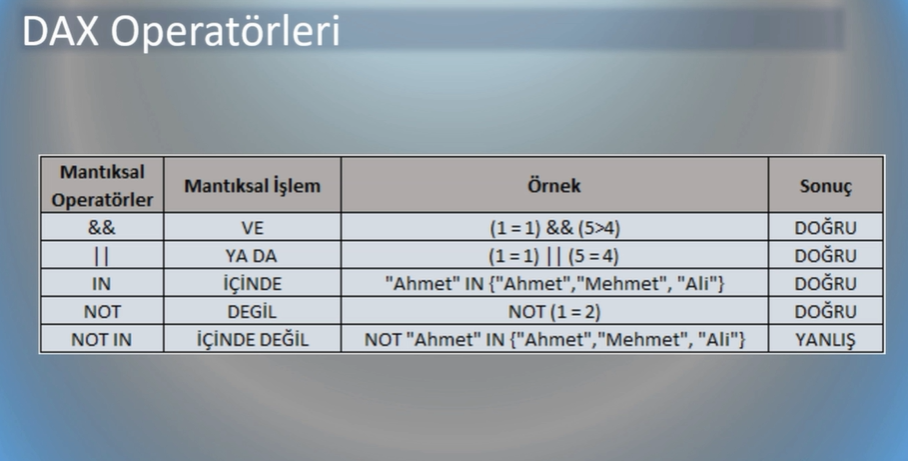 DAX Operatörleri
Mantıksal Operatörler Mantıksal İşlem Örnek Sonuç
&& VE (1 = 1) && (5>4) DOĞRU
|| YA DA (1 = 1) || (5 = 4) DOĞRU
IN İÇİNDE "Ahmet" IN {"Ahmet","Mehmet", "Ali"} DOĞRU
NOT DEGİL NOT (1 = 2) DOĞRU
NOT IN İÇİNDE DEĞİL NOT "Ahmet" IN {"Ahmet","Mehmet", "Ali"} YANLIŞ